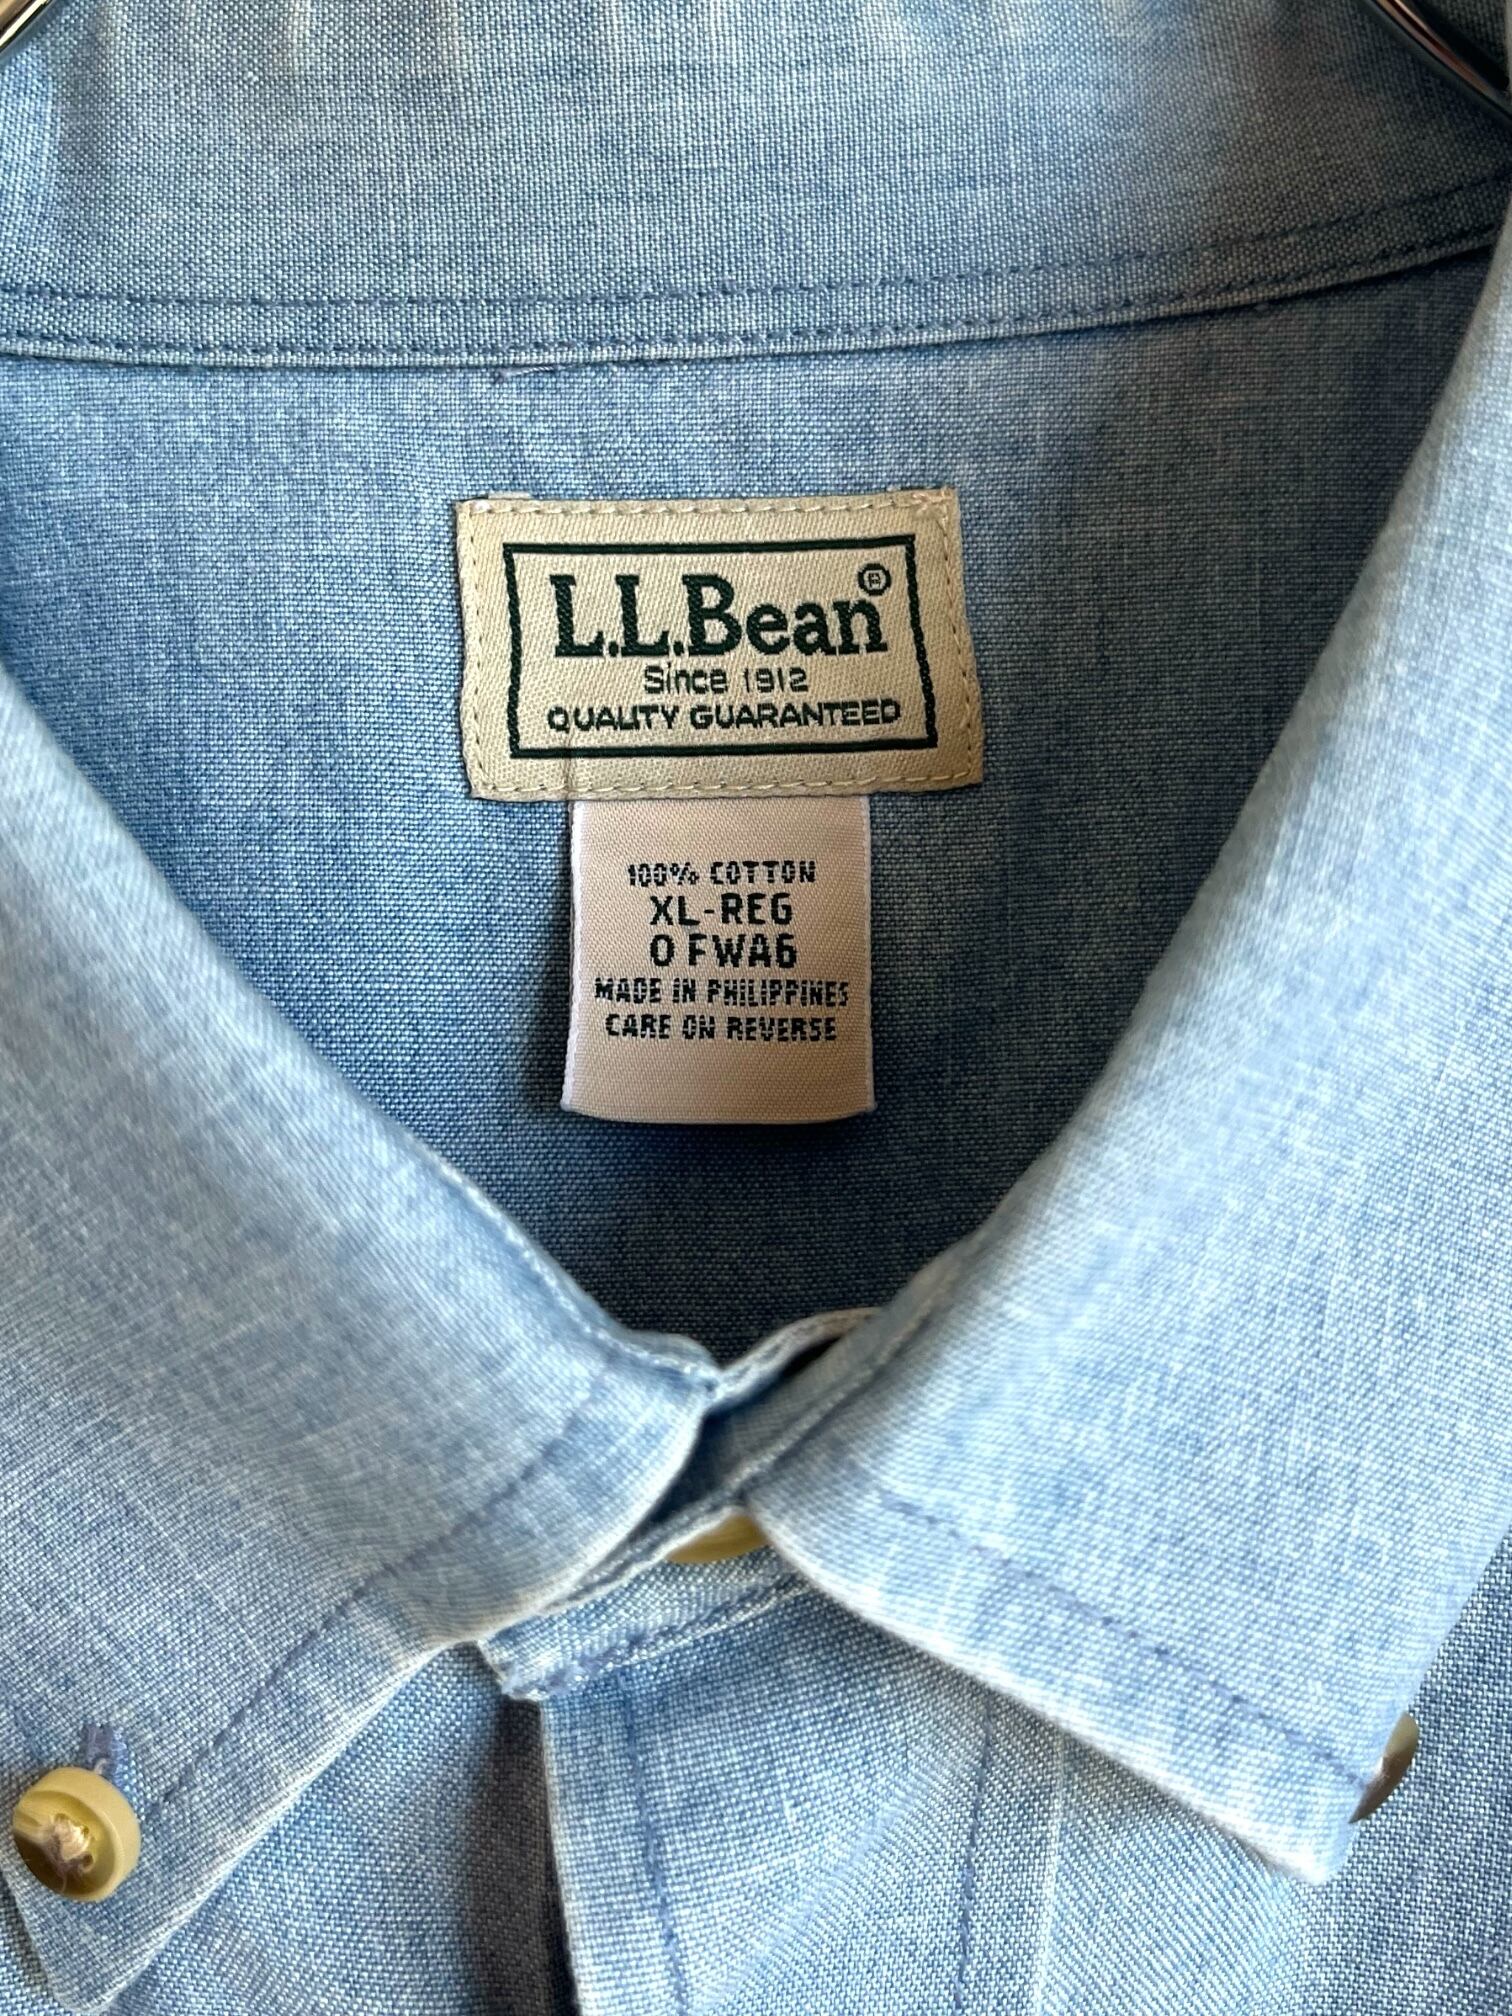 L.L.Bean®
Since 1912
QUALITY GUARANTEED
100% COTTON
XL-REG
0 FWA6
MADE IN PHILIPPINES
CARE ON REVERSE